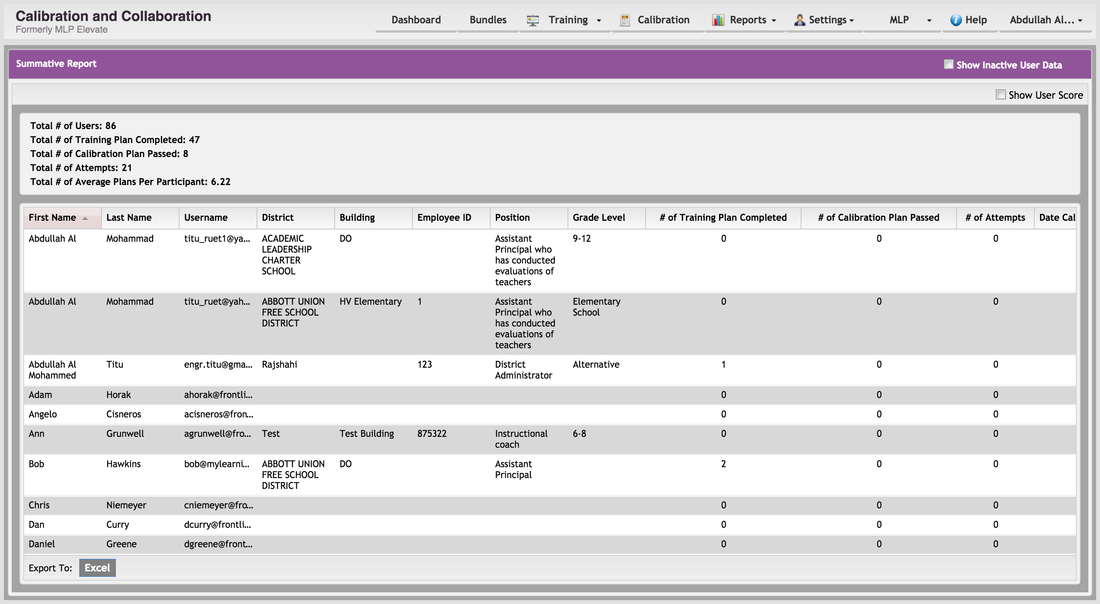 Calibration and Collaboration
Formerly MLP Elevate
Dashboard Bundles Training Calibration Reports Settings MLP Help Abdullah Al...
Summative Report Show Inactive User Data
Show User Score
Total # of Users: 86
Total # of Training Plan Completed: 47
Total # of Calibration Plan Passed: 8
Total # of Attempts: 21
Total # of Average Plans Per Participant: 6.22
First Name Last Name Username District Building Employee ID Position Grade Level # of Training Plan Completed # of Calibration Plan Passed # of Attempts Date Cal
Abdullah Al Mohammad titu_ruet1@ya... ACADEMIC DO Assistant 9-12 0 0 0
LEADERSHIP Principal who
CHARTER has conducted
SCHOOL evaluations of
teachers
Abdullah Al Mohammad titu_ruet@yah... ABBOTT UNION HV Elementary 1 Assistant Elementary 0 0 0
FREE SCHOOL Principal who School
DISTRICT has conducted
evaluations of
teachers
Abdullah Al Titu engr.titu@gma... Rajshahi 123 District Alternative 1 0 0
Mohammed Administrator
Adam Horak ahorak@frontli... 0 0 0
Angelo Cisneros acisneros@fron... 0 0 0
Ann Grunwell agrunwell@fro... Test Test Building 875322 Instructional 6-8 0 0 0
coach
Bob Hawkins bob@mylearni... ABBOTT UNION DO Assistant 2 0 0
FREE SCHOOL Principal
DISTRICT
Chris Niemeyer cniemeyer@fro... 0 0 0
Dan Curry dcurry@frontli... 0 0 0
Daniel Greene dgreene@front... 0 0 0
Export To: Excel